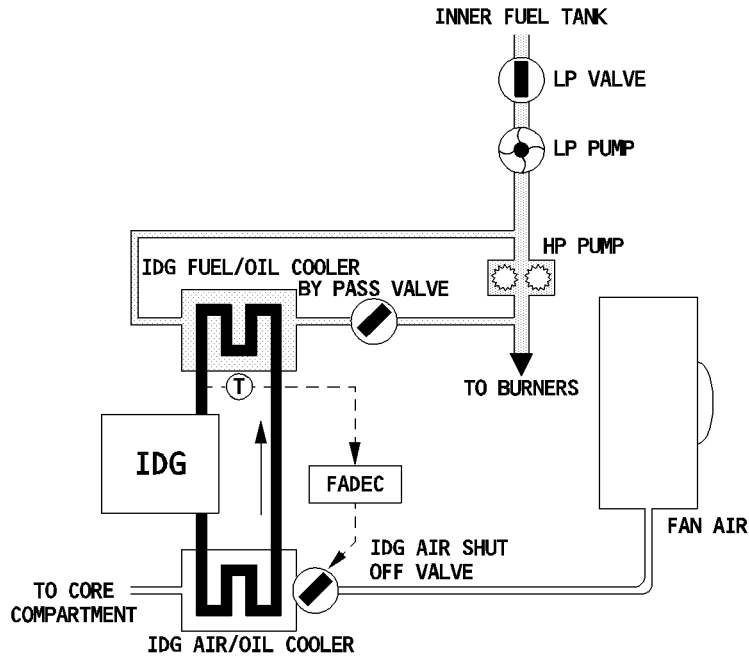 INNER FUEL TANK
LP VALVE
LP PUMP
HP PUMP
IDG FUEL/OIL COOLER
BY PASS VALVE
TO BURNERS
T
IDG
FADEC
FAN AIR
IDG AIR SHUT
OFF VALVE
TO CORE
COMPARTMENT
IDG AIR/OIL COOLER